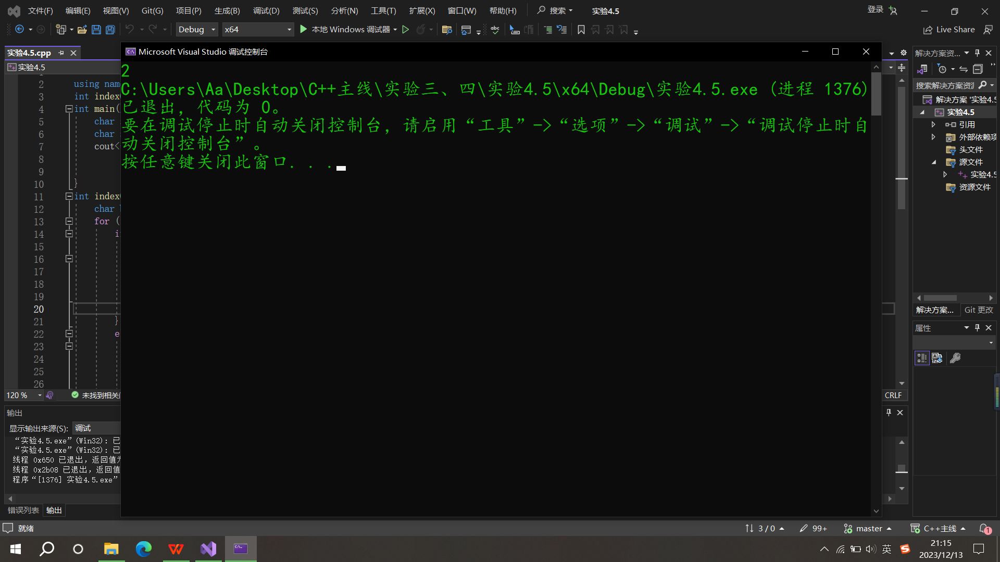 文件(F) 编辑(E) 视图(V) Git(G) 项目(P) 生成(B) 调试(D) 测试(S) 分析(N) 工具(T) 扩展(X) 窗口(W) 帮助(H) 搜索 实验4.5 登录
Debug x64 本地 Windows 调试器 Live Share
实验4.5.cpp
实验4.5
2 using nam
3 int index
4 int main(
5 char
6 char
7 cout<
8
9
10 }
11 int index
12 char
13 for (
14 i
15
16
17
18
19
20
21 }
22 e
23
24
25
26
120 % 未找到相关 CRLF
Microsoft Visual Studio 调试控制台
2
C:\Users\Aa\Desktop\C++主线\实验三、四\实验4.5\x64\Debug\实验4.5.exe (进程 1376)
已退出，代码为 0。
要在调试停止时自动关闭控制台，请启用“工具”->“选项”->“调试”->“调试停止时自
动关闭控制台”。
按任意键关闭此窗口. . .
解决方案资...
搜索解决方案资源
解决方案 '实验4.5
实验4.5
引用
外部依赖项
头文件
源文件
实验4.5
资源文件
解决方案... Git 更改
属性
输出
显示输出来源(S): 调试
“实验4.5.exe”(Win32): 已
“实验4.5.exe”(Win32): 已
线程 0x650 已退出，返回值为
线程 0x2b08 已退出，返回值
程序“[1376] 实验4.5.exe”
错误列表 输出
就绪 3 / 0 99+ master C++主线 1
英 21:15
2023/12/13